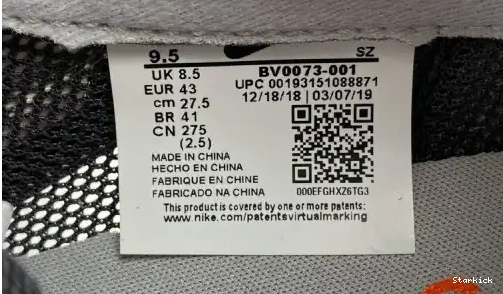 9.5 SZ
UK 8.5
EUR 43
cm 27.5
BR 41
CN 275
(2.5)
BV0073-001
UPC 00193151088871
12/18/18 | 03/07/19
MADE IN CHINA
HECHO EN CHINA
FABRIQUE EN CHINE
FABRICADO NA CHINA
000EFGHXZ6TG3
This product is covered by one or more patents:
www.nike.com/patentsvirtualmarking
Starkick